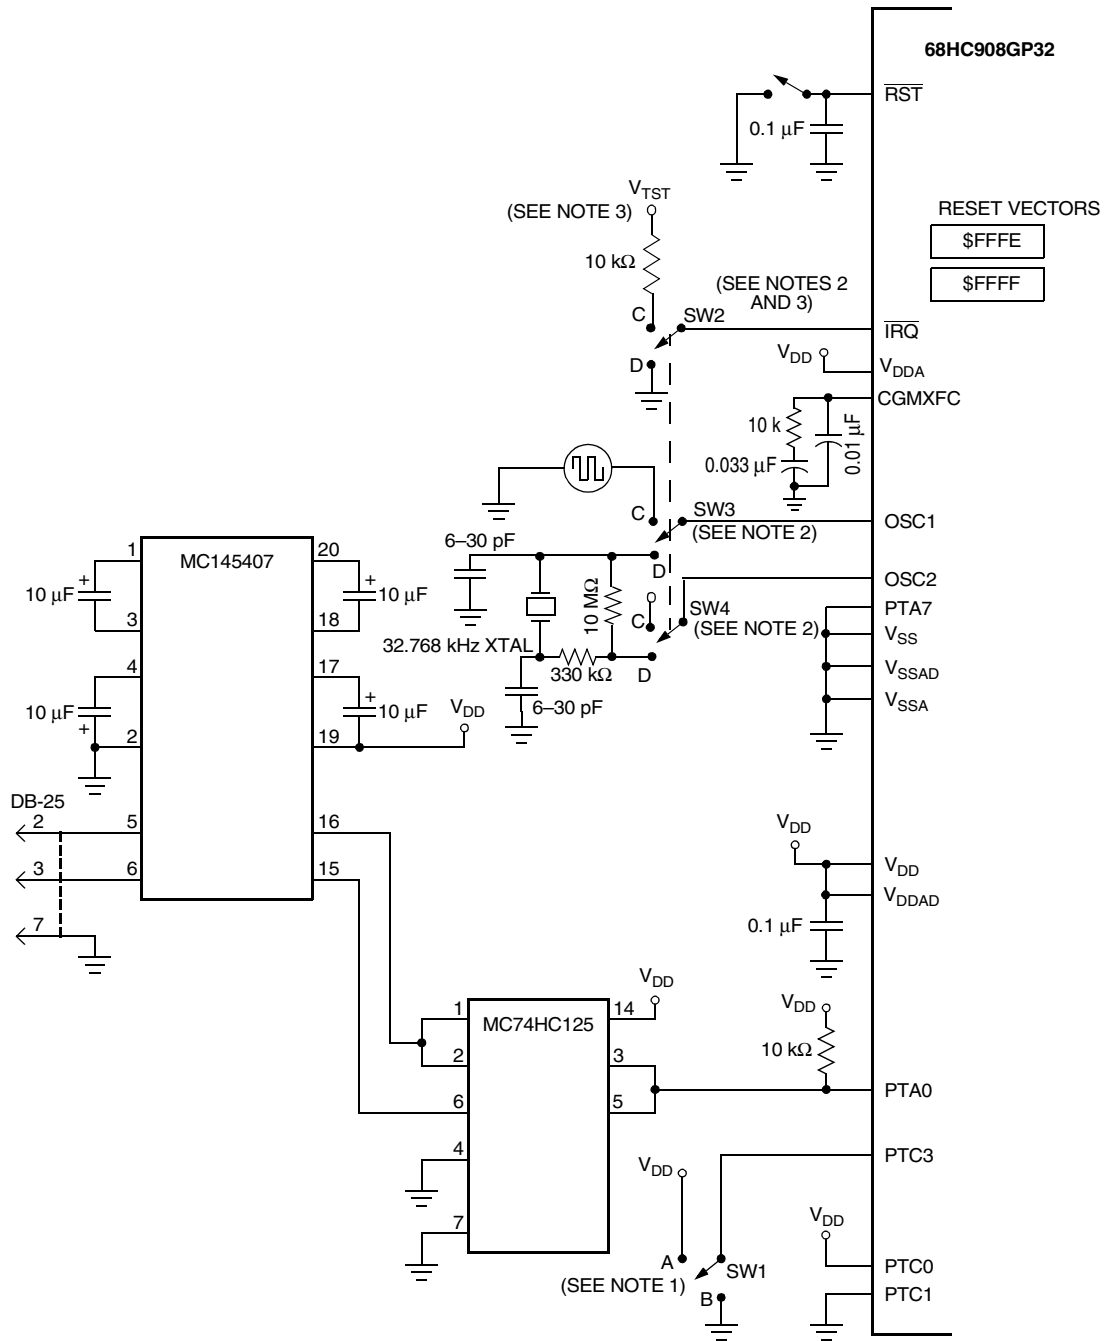 68HC908GP32
RST
0.1 μF
VTST
(SEE NOTE 3)
RESET VECTORS
$FFFE
10 kΩ
$FFFF
(SEE NOTES 2
AND 3)
C
SW2
IRQ
VDD
D
VDDA
CGMXFC
10 k
0.01 μF
0.033 μF
C
SW3
OSC1
(SEE NOTE 2)
6–30 pF
D
1
MC145407
20
OSC2
10 μF
+
+
10 μF
10 MΩ
SW4
PTA7
3
18
C
(SEE NOTE 2)
VSS
32.768 kHz XTAL
4
17
330 kΩ
D
VSSAD
10 μF
+
+
10 μF
VDD
6–30 pF
VSSA
2
19
DB-25
2
5
16
VDD
3
6
15
VDD
VDDAD
7
0.1 μF
VDD
1
MC74HC125
14
VDD
2
3
10 kΩ
6
5
PTA0
4
VDD
PTC3
7
VDD
A
SW1
PTC0
(SEE NOTE 1)
B
PTC1